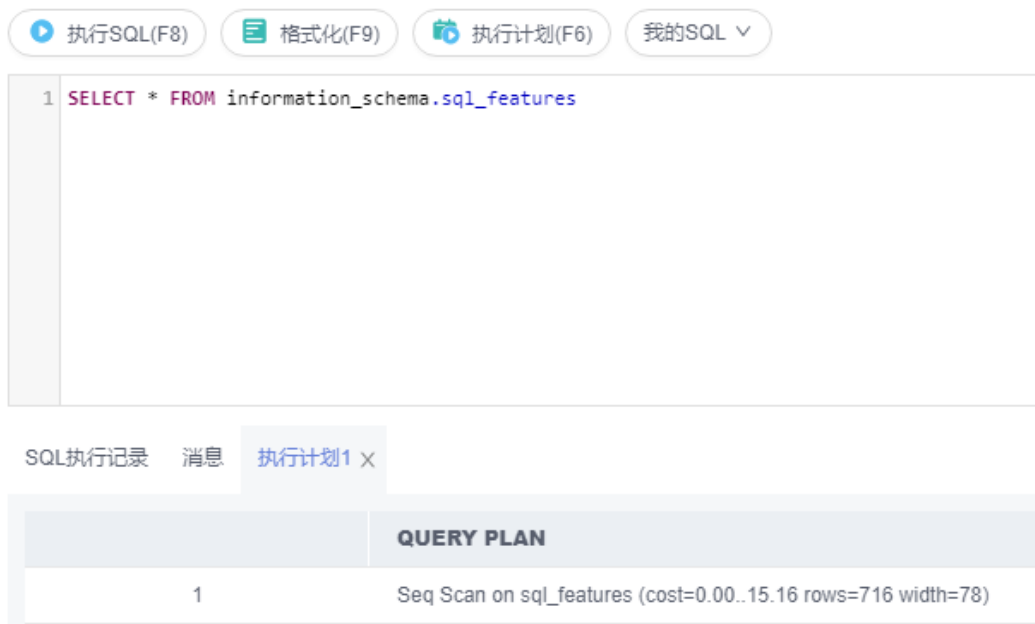 执行SQL(F8) 格式化(F9) 执行计划(F6) 我的SQL
1 SELECT * FROM information_schema.sql_features
SQL执行记录 消息 执行计划1
QUERY PLAN
1 Seq Scan on sql_features (cost=0.00..15.16 rows=716 width=78)